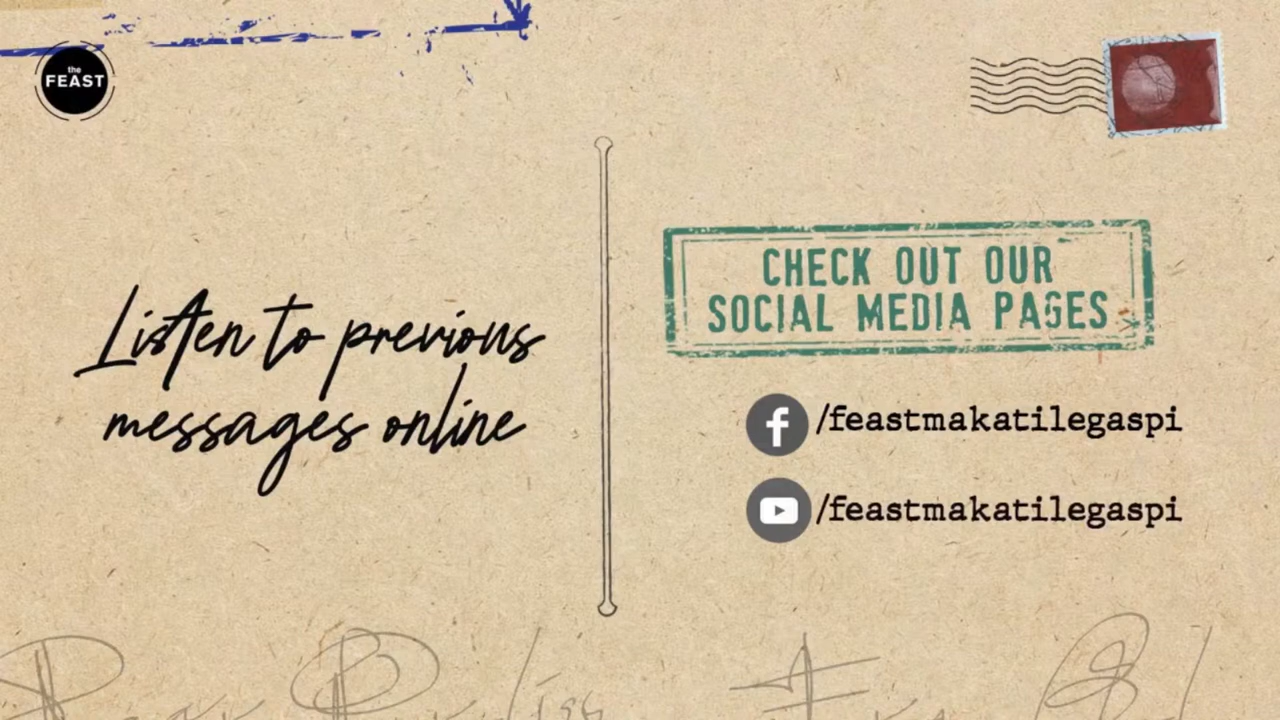 the
FEAST
Listen to previous
messages online
CHECK OUT OUR
SOCIAL MEDIA PAGES
/feastmakatilegaspi
/feastmakatilegaspi